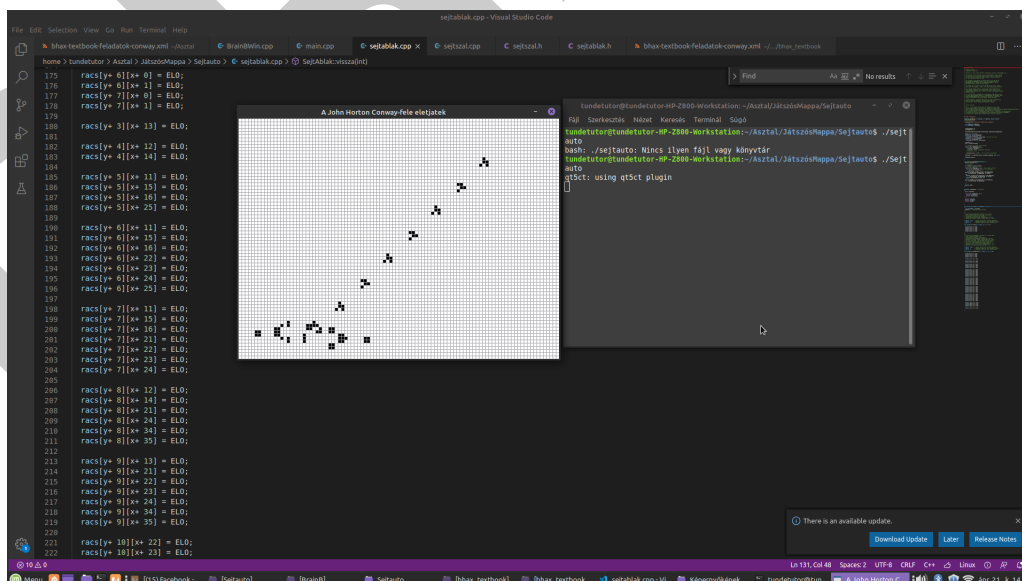 sejtablak.cpp - Visual Studio Code
File Edit Selection View Go Run Terminal Help
bhax-textbook-feladatok-conway.xml ~/Asztal
BrainBWin.cpp
main.cpp
sejtablak.cpp
sejtszal.cpp
sejtszal.h
sejtablak.h
bhax-textbook-feladatok-conway.xml ~/.../bhax_textbook
home > tundetutor > Asztal > JátszósMappa > Sejtauto > sejtablak.cpp > SejtAblak::vissza(int)
175 racs[y+ 6][x+ 0] = ELO;
176 racs[y+ 6][x+ 1] = ELO;
177 racs[y+ 7][x+ 0] = ELO;
178 racs[y+ 7][x+ 1] = ELO;
179
180 racs[y+ 3][x+ 13] = ELO;
181
182 racs[y+ 4][x+ 12] = ELO;
183 racs[y+ 4][x+ 14] = ELO;
184
185 racs[y+ 5][x+ 11] = ELO;
186 racs[y+ 5][x+ 15] = ELO;
187 racs[y+ 5][x+ 16] = ELO;
188 racs[y+ 5][x+ 25] = ELO;
189
190 racs[y+ 6][x+ 11] = ELO;
191 racs[y+ 6][x+ 15] = ELO;
192 racs[y+ 6][x+ 16] = ELO;
193 racs[y+ 6][x+ 22] = ELO;
194 racs[y+ 6][x+ 23] = ELO;
195 racs[y+ 6][x+ 24] = ELO;
196 racs[y+ 6][x+ 25] = ELO;
197
198 racs[y+ 7][x+ 11] = ELO;
199 racs[y+ 7][x+ 15] = ELO;
200 racs[y+ 7][x+ 16] = ELO;
201 racs[y+ 7][x+ 21] = ELO;
202 racs[y+ 7][x+ 22] = ELO;
203 racs[y+ 7][x+ 23] = ELO;
204 racs[y+ 7][x+ 24] = ELO;
205
206 racs[y+ 8][x+ 12] = ELO;
207 racs[y+ 8][x+ 14] = ELO;
208 racs[y+ 8][x+ 21] = ELO;
209 racs[y+ 8][x+ 24] = ELO;
210 racs[y+ 8][x+ 34] = ELO;
211 racs[y+ 8][x+ 35] = ELO;
212
213 racs[y+ 9][x+ 13] = ELO;
214 racs[y+ 9][x+ 21] = ELO;
215 racs[y+ 9][x+ 22] = ELO;
216 racs[y+ 9][x+ 23] = ELO;
217 racs[y+ 9][x+ 24] = ELO;
218 racs[y+ 9][x+ 34] = ELO;
219 racs[y+ 9][x+ 35] = ELO;
220
221 racs[y+ 10][x+ 22] = ELO;
222 racs[y+ 10][x+ 23] = ELO;
Find
Aa
No results
A John Horton Conway-fele eletjatek
tundetutor@tundetutor-HP-Z800-Workstation: ~/Asztal/JátszósMappa/Sejtauto
Fájl Szerkesztés Nézet Keresés Terminál Súgó
tundetutor@tundetutor-HP-Z800-Workstation:~/Asztal/JátszósMappa/Sejtauto$ ./sejt
auto
bash: ./sejtauto: Nincs ilyen fájl vagy könyvtár
tundetutor@tundetutor-HP-Z800-Workstation:~/Asztal/JátszósMappa/Sejtauto$ ./Sejt
auto
qt5ct: using qt5ct plugin
There is an available update.
Download Update
Later
Release Notes
10 0
Ln 131, Col 48 Spaces: 2 UTF-8 CRLF C++ Linux
Menu
[(15) Facebook -
[Sejtauto]
[BrainB]
Sejtauto
[bhax_textbook]
sejtablak.cpp - Vi
Képernyőképek
tundetutor@tun
A John Horton C